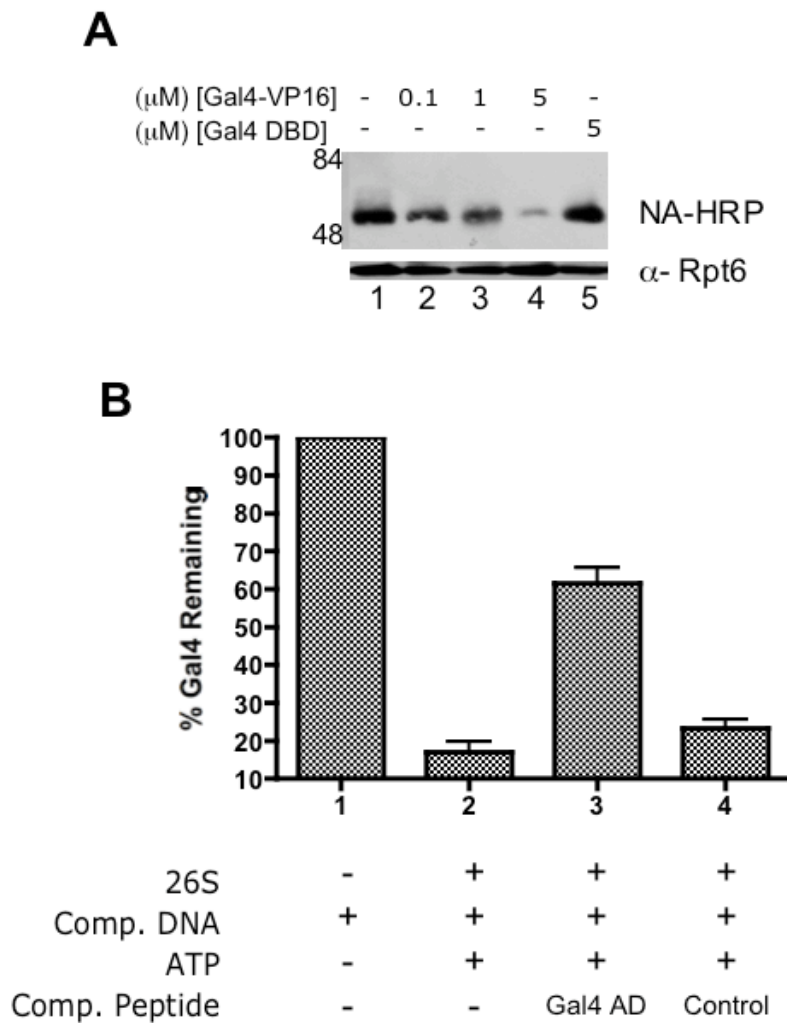 A
(μM) [Gal4-VP16] - 0.1 1 5 -
(μM) [Gal4 DBD] - - - - 5
84
48
NA-HRP
α- Rpt6
1 2 3 4 5
B
% Gal4 Remaining
100
90
80
70
60
50
40
30
20
10
1 2 3 4
26S - + + +
Comp. DNA + + + +
ATP - + + +
Comp. Peptide - - Gal4 AD Control